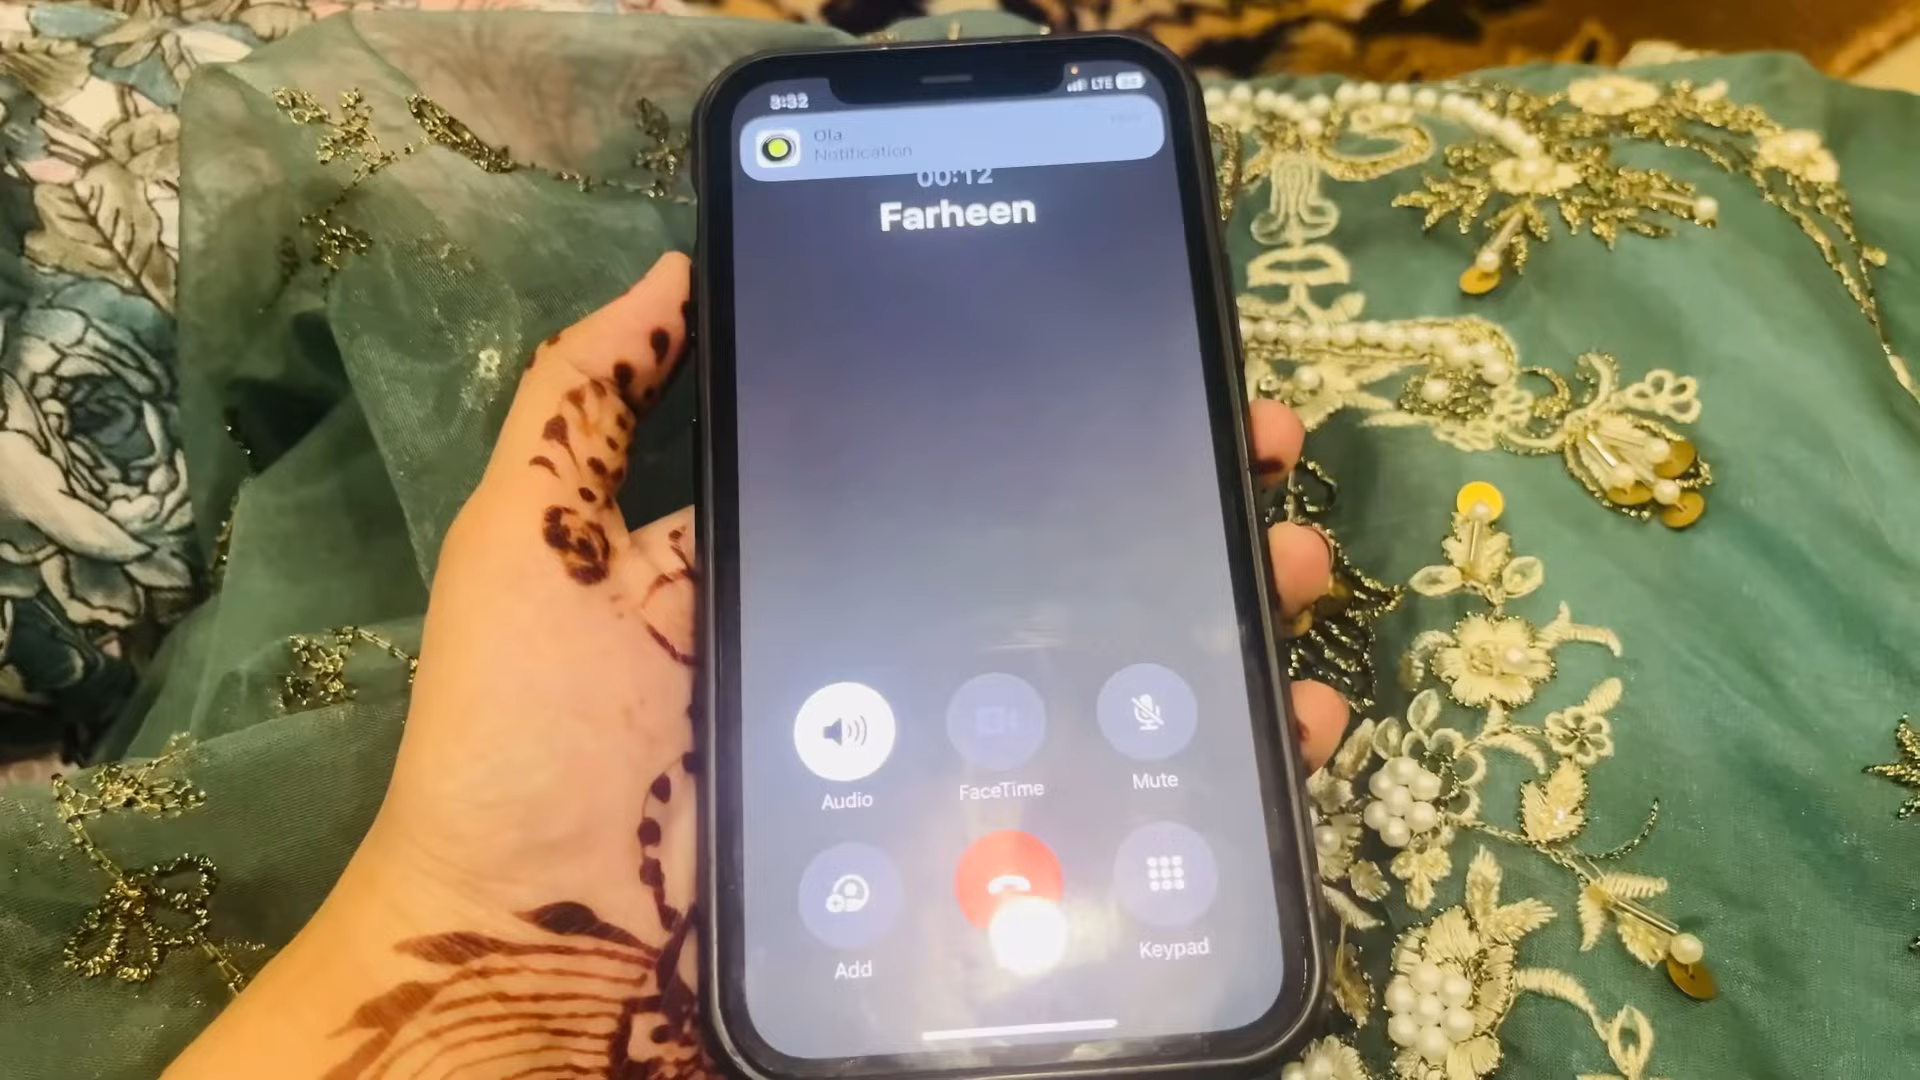 3:32
LTE
Ola
Notification
00:12
Farheen
Audio
FaceTime
Mute
Add
Keypad